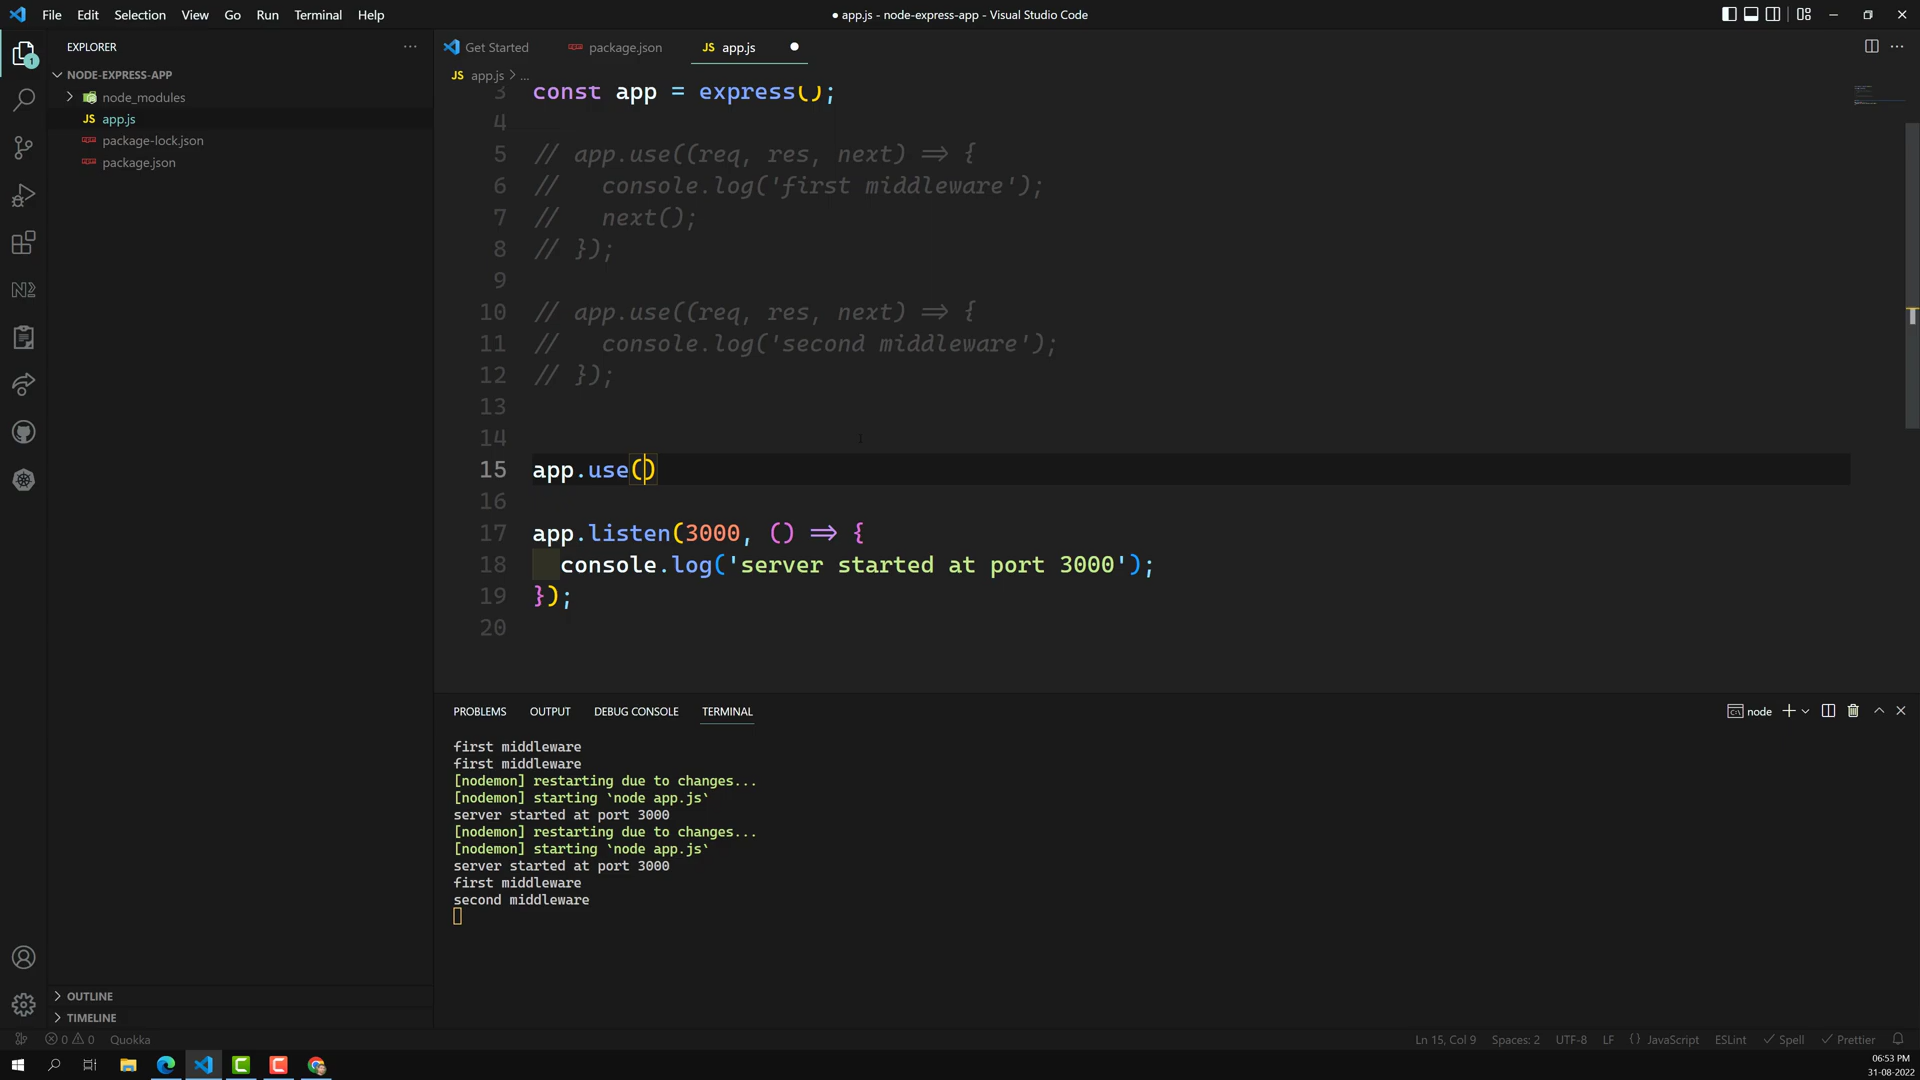 File Edit Selection View Go Run Terminal Help
● app.js - node-express-app - Visual Studio Code
EXPLORER
1
NODE-EXPRESS-APP
node_modules
JS app.js
package-lock.json
package.json
Get Started
package.json
JS app.js
JS app.js > ...
3 const app = express();
4
5 // app.use((req, res, next) => {
6 //   console.log('first middleware');
7 //   next();
8 // });
9
10 // app.use((req, res, next) => {
11 //   console.log('second middleware');
12 // });
13
14
15 app.use()
16
17 app.listen(3000, () => {
18   console.log('server started at port 3000');
19 });
20
PROBLEMS OUTPUT DEBUG CONSOLE TERMINAL
node
first middleware
first middleware
[nodemon] restarting due to changes...
[nodemon] starting `node app.js`
server started at port 3000
[nodemon] restarting due to changes...
[nodemon] starting `node app.js`
server started at port 3000
first middleware
second middleware
OUTLINE
TIMELINE
0 0 Quokka
Ln 15, Col 9 Spaces: 2 UTF-8 LF {} JavaScript ESLint Spell Prettier
06:53 PM
31-08-2022